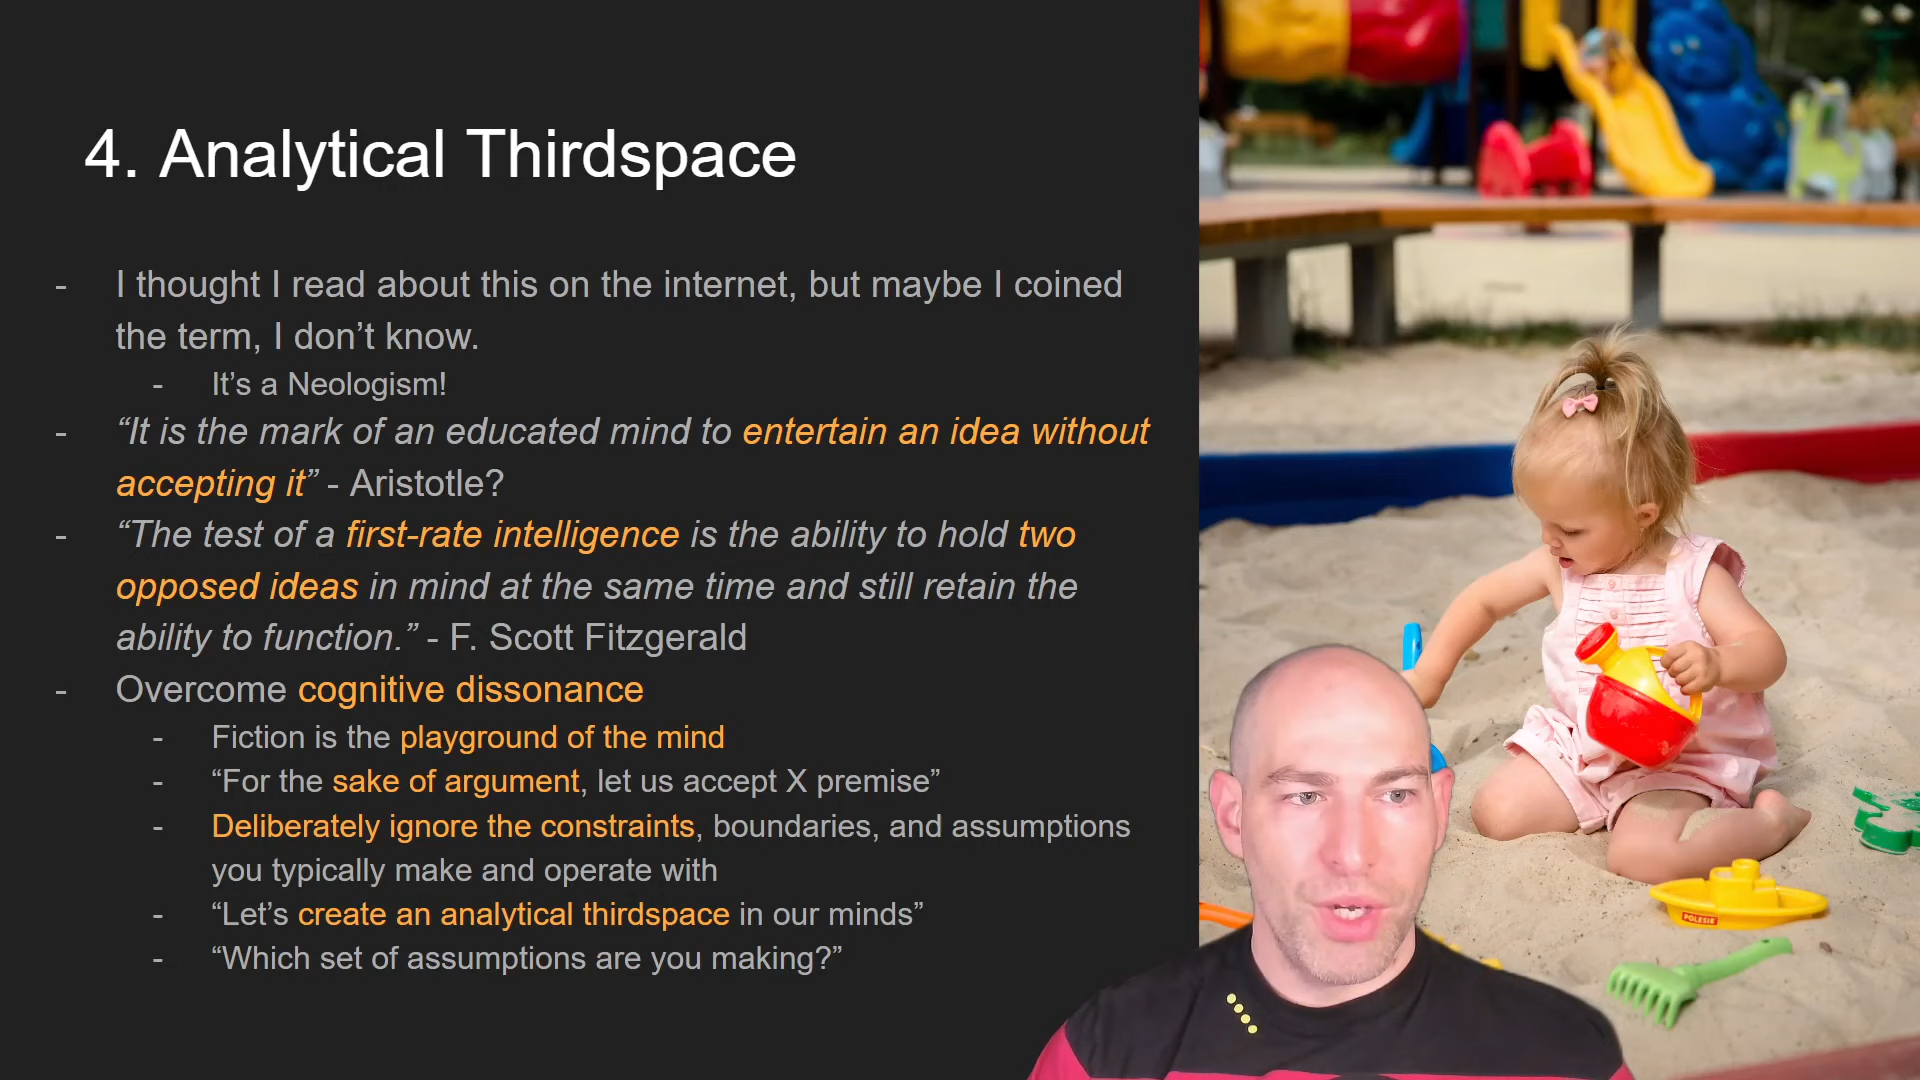 4. Analytical Thirdspace
- I thought I read about this on the internet, but maybe I coined
the term, I don’t know.
- It’s a Neologism!
- “It is the mark of an educated mind to entertain an idea without
accepting it” - Aristotle?
- “The test of a first-rate intelligence is the ability to hold two
opposed ideas in mind at the same time and still retain the
ability to function.” - F. Scott Fitzgerald
- Overcome cognitive dissonance
- Fiction is the playground of the mind
- “For the sake of argument, let us accept X premise”
- Deliberately ignore the constraints, boundaries, and assumptions
you typically make and operate with
- “Let’s create an analytical thirdspace in our minds”
- “Which set of assumptions are you making?”
POLESIE